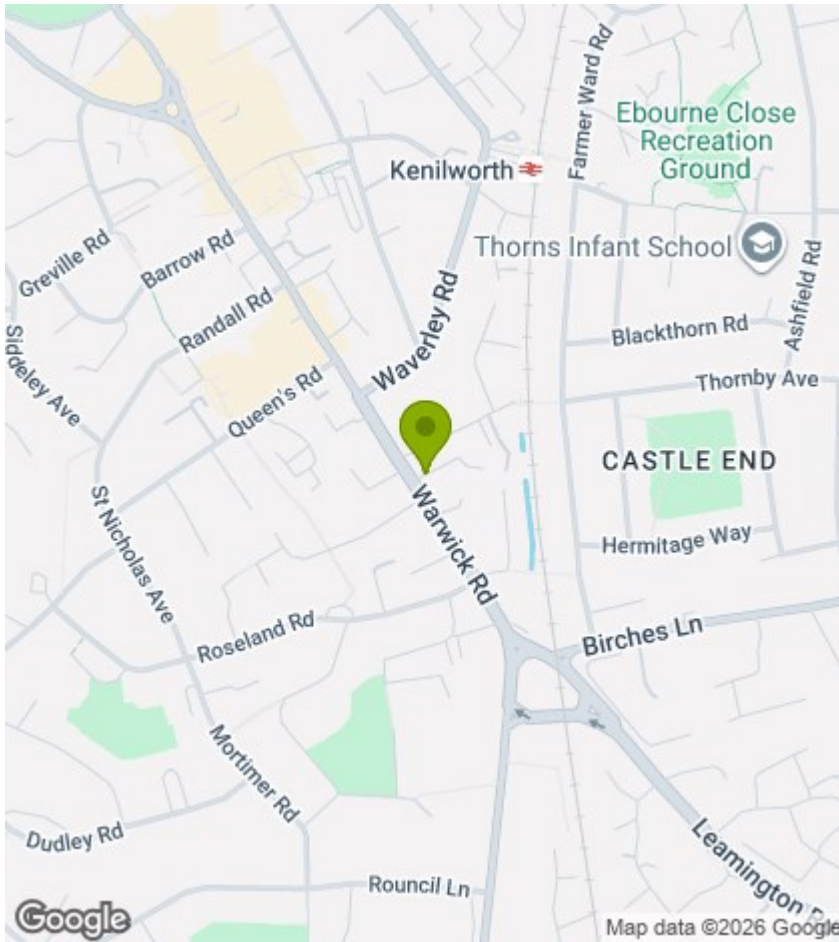 Farmer Ward Rd
Ebourne Close
Recreation
Ground
Kenilworth
Thorns Infant School
Ashfield Rd
Greville Rd
Barrow Rd
Randall Rd
Waverley Rd
Blackthorn Rd
Siddeley Ave
Queen's Rd
Thornby Ave
CASTLE END
St Nicholas Ave
Warwick Rd
Hermitage Way
Roseland Rd
Birches Ln
Mortimer Rd
Dudley Rd
Leamington R
Rouncil Ln
Google
Map data ©2026 Google